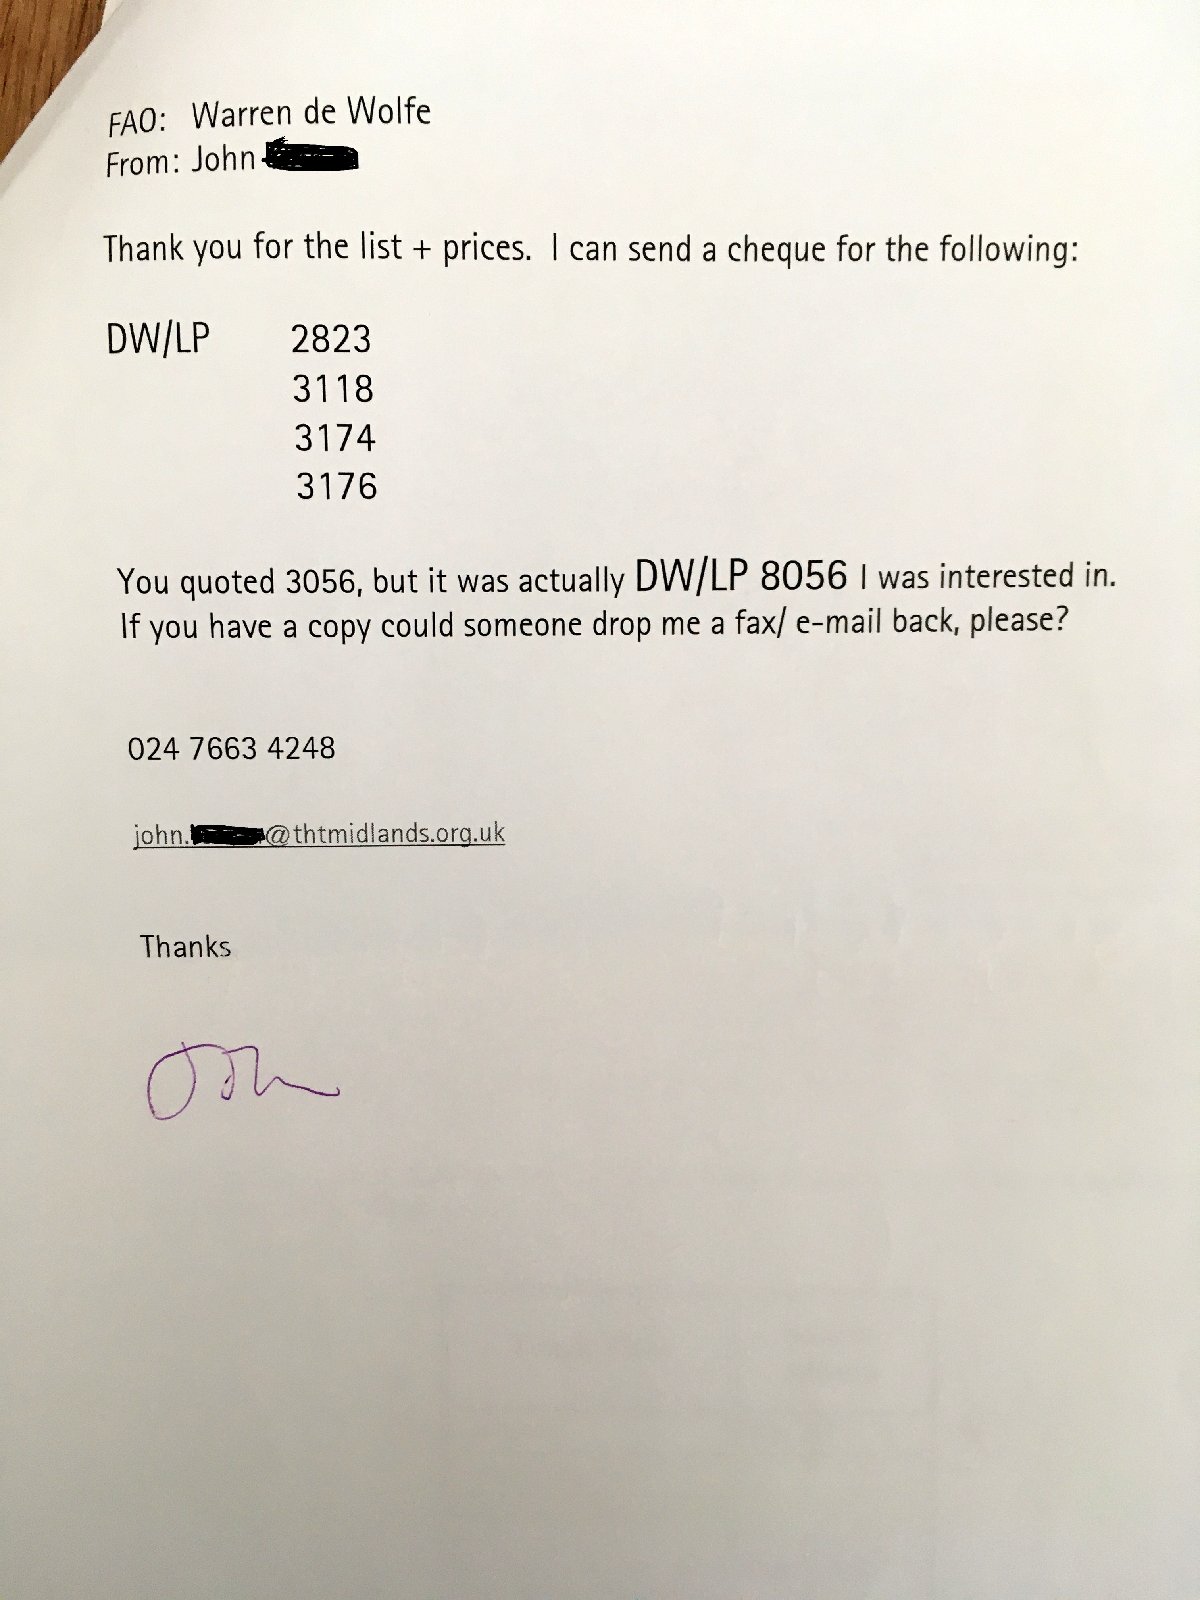 FAO: Warren de Wolfe
From: John
Thank you for the list + prices. I can send a cheque for the following:
DW/LP 2823
3118
3174
3176
You quoted 3056, but it was actually DW/LP 8056 I was interested in.
If you have a copy could someone drop me a fax/ e-mail back, please?
024 7663 4248
john.@thtmidlands.org.uk
Thanks
John